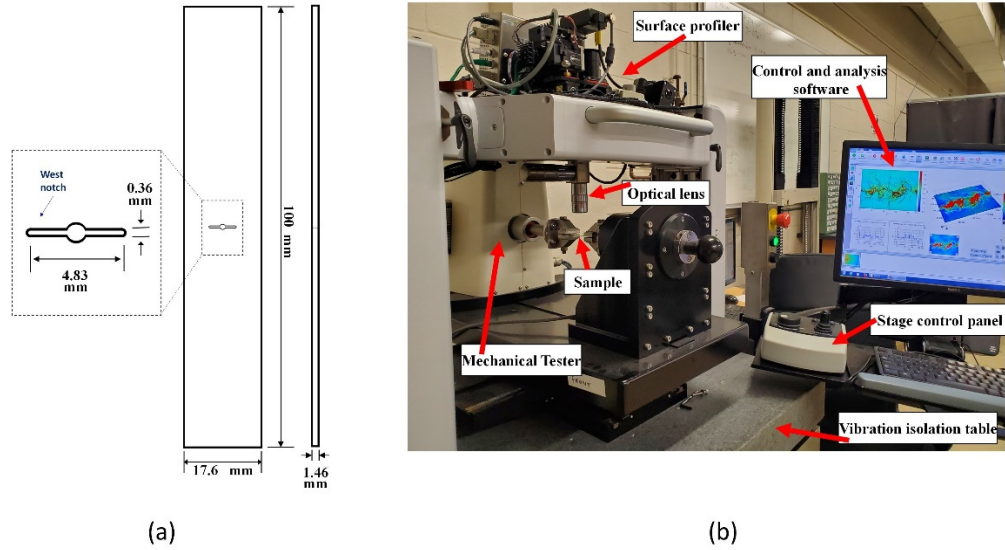 West
notch
0.36
mm
4.83
mm
100 mm
17.6 mm
1.46
mm
(a)
Surface profiler
Control and analysis
software
Optical lens
Sample
Stage control panel
Mechanical Tester
Vibration isolation table
(b)